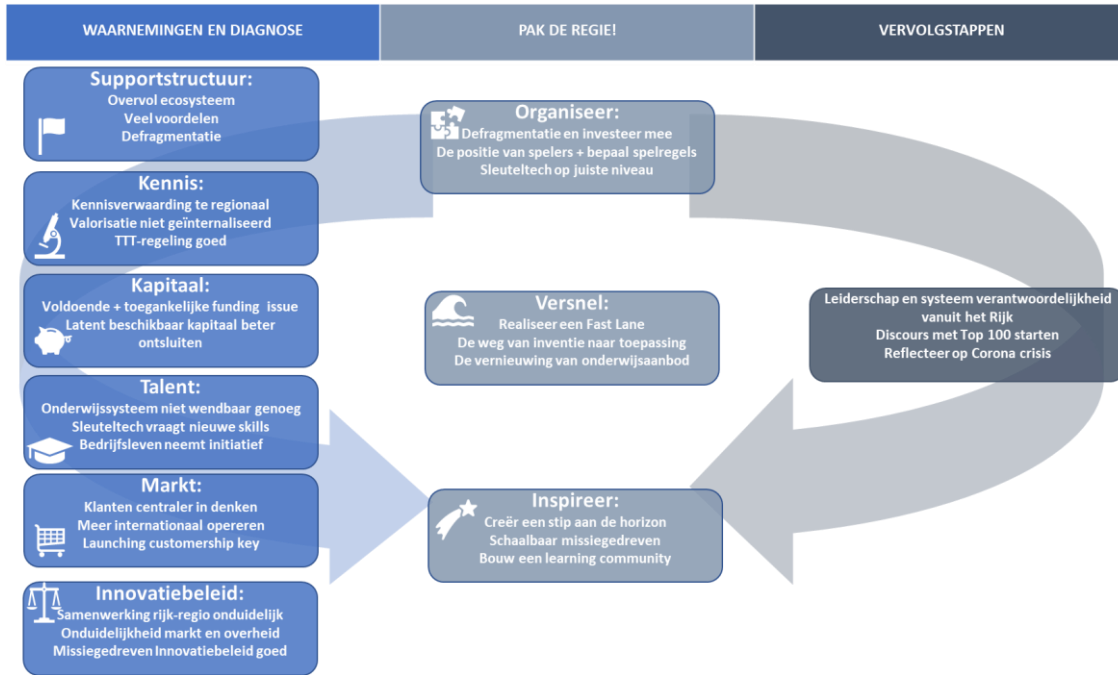 WAARNEMINGEN EN DIAGNOSE
PAK DE REGIE!
VERVOLGSTAPPEN
Supportstructuur:
Overvol ecosysteem
Veel voordelen
Defragmentatie
Kennis:
Kennisverwaarding te regionaal
Valorisatie niet geïnternaliseerd
TTT-regeling goed
Kapitaal:
Voldoende + toegankelijke funding issue
Latent beschikbaar kapitaal beter
ontsluiten
Talent:
Onderwijssysteem niet wendbaar genoeg
Sleuteltech vraagt nieuwe skills
Bedrijfsleven neemt initiatief
Markt:
Klanten centraler in denken
Meer internationaal opereren
Launching customership key
Innovatiebeleid:
Samenwerking rijk-regio onduidelijk
Onduidelijkheid markt en overheid
Missiegedreven Innovatiebeleid goed
Organiseer:
Defragmentatie en investeer mee
De positie van spelers + bepaal spelregels
Sleuteltech op juiste niveau
Versnel:
Realiseer een Fast Lane
De weg van inventie naar toepassing
De vernieuwing van onderwijsaanbod
Inspireer:
Creër een stip aan de horizon
Schaalbaar missiegedreven
Bouw een learning community
Leiderschap en systeem verantwoordelijkheid
vanuit het Rijk
Discours met Top 100 starten
Reflecteer op Corona crisis